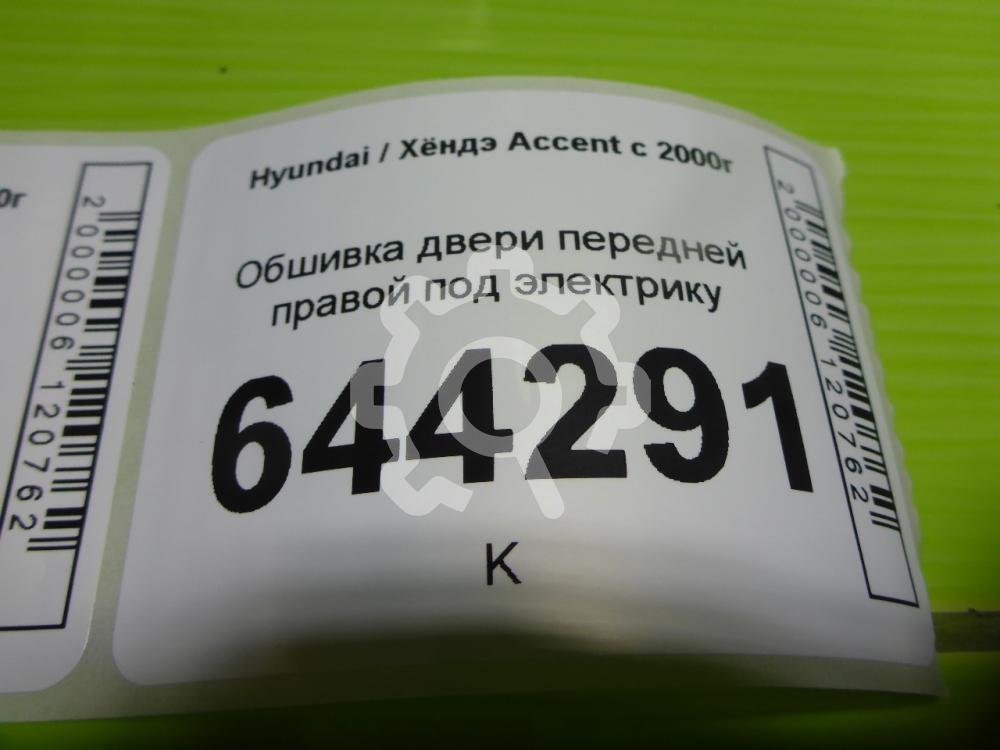 0г
2000006120762
Hyundai / Хёндэ Accent с 2000г
Обшивка двери передней
правой под электрику
644291
К
2000006120762